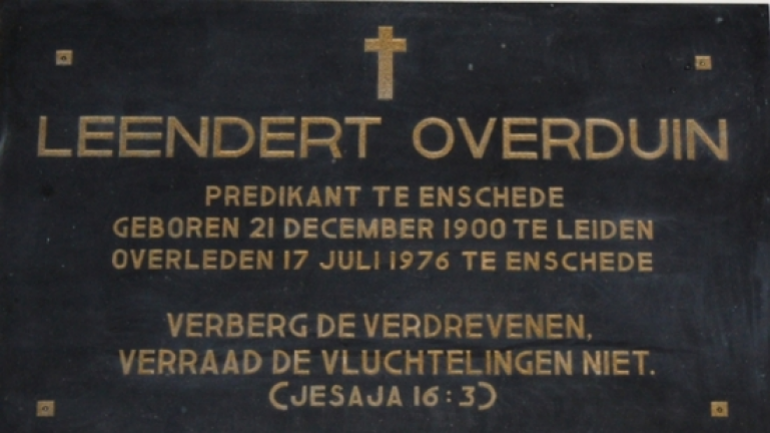 LEENDERT OVERDUIN
PREDIKANT TE ENSCHEDE
GEBOREN 21 DECEMBER 1900 TE LEIDEN
OVERLEDEN 17 JULI 1976 TE ENSCHEDE
VERBERG DE VERDREVENEN,
VERRAAD DE VLUCHTELINGEN NIET.
(JESAJA 16:3)